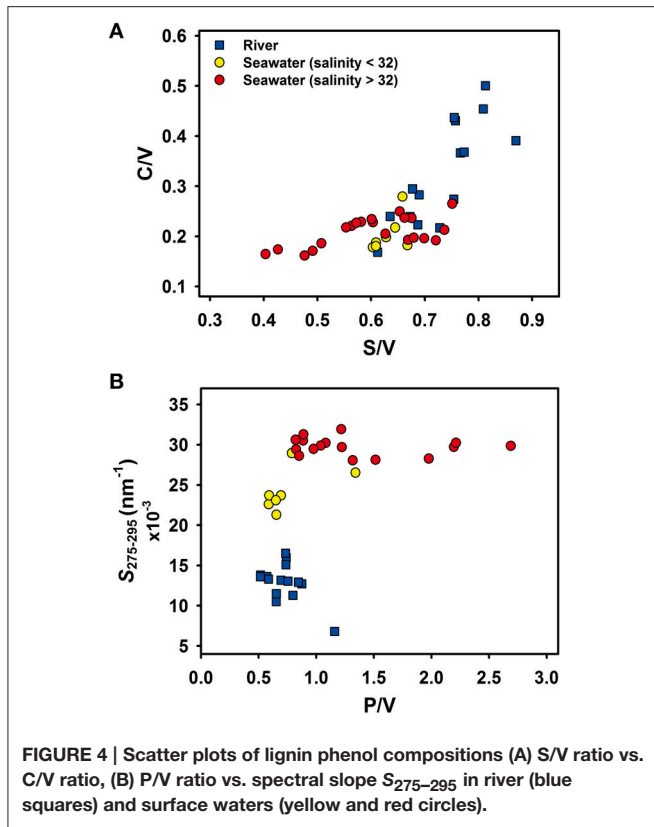 A
River
Seawater (salinity < 32)
Seawater (salinity > 32)
C/V
0.6
0.5
0.4
0.3
0.2
0.1
0.3 0.4 0.5 0.6 0.7 0.8 0.9
S/V
B
S275-295 (nm-1)
x10-3
35
30
25
20
15
10
5
0.0 0.5 1.0 1.5 2.0 2.5 3.0
P/V
FIGURE 4 | Scatter plots of lignin phenol compositions (A) S/V ratio vs.
C/V ratio, (B) P/V ratio vs. spectral slope S275–295 in river (blue
squares) and surface waters (yellow and red circles).